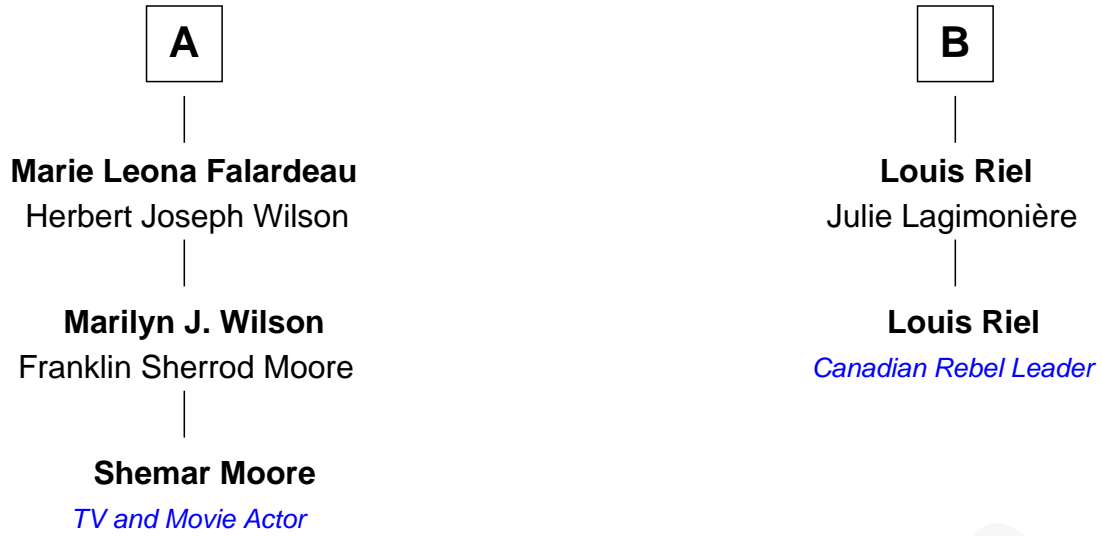 A
Marie Leona Falardeau
Herbert Joseph Wilson
Marilyn J. Wilson
Franklin Sherrod Moore
Shemar Moore
TV and Movie Actor
B
Louis Riel
Julie Lagimonière
Louis Riel
Canadian Rebel Leader